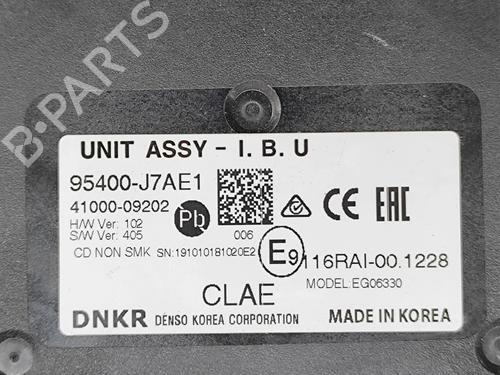 B-PARTS
UNIT ASSY - I. B. U
95400-J7AE1
41000-09202
Pb
H/W Ver: 102
S/W Ver: 405
006
CE EAC
CD NON SMK SN:191010181020E2
E9 116RAI-00.1228
MODEL:EG06330
CLAE
DNKR DENSO KOREA CORPORATION MADE IN KOREA